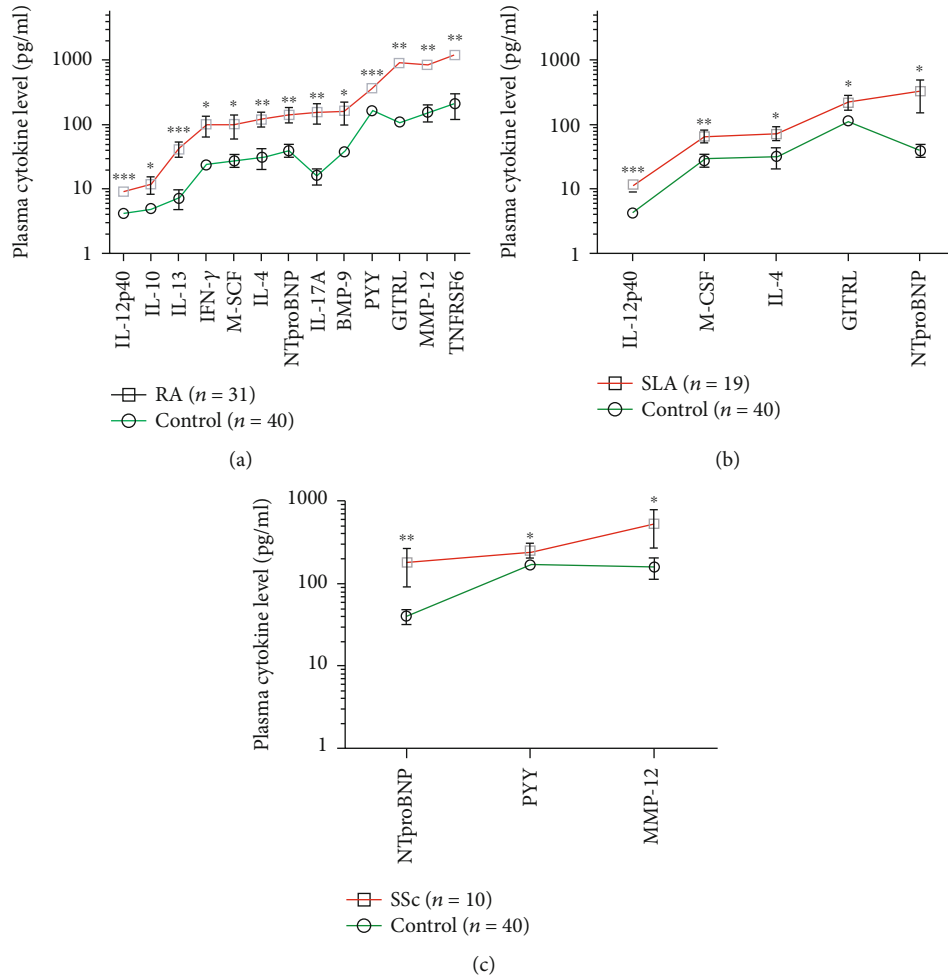 Plasma cytokine level (pg/ml)
1000
100
10
1
*** * *** * * ** ** ** * *** ** ** **
IL-12p40
IL-10
IL-13
IFN-γ
M-SCF
IL-4
NTproBNP
IL-17A
BMP-9
PYY
GITRL
MMP-12
TNFRSF6
RA (n = 31)
Control (n = 40)
(a)
Plasma cytokine level (pg/ml)
1000
100
10
1
*** ** * * *
IL-12p40
M-CSF
IL-4
GITRL
NTproBNP
SLA (n = 19)
Control (n = 40)
(b)
Plasma cytokine level (pg/ml)
1000
100
10
1
** * *
NTproBNP
PYY
MMP-12
SSc (n = 10)
Control (n = 40)
(c)